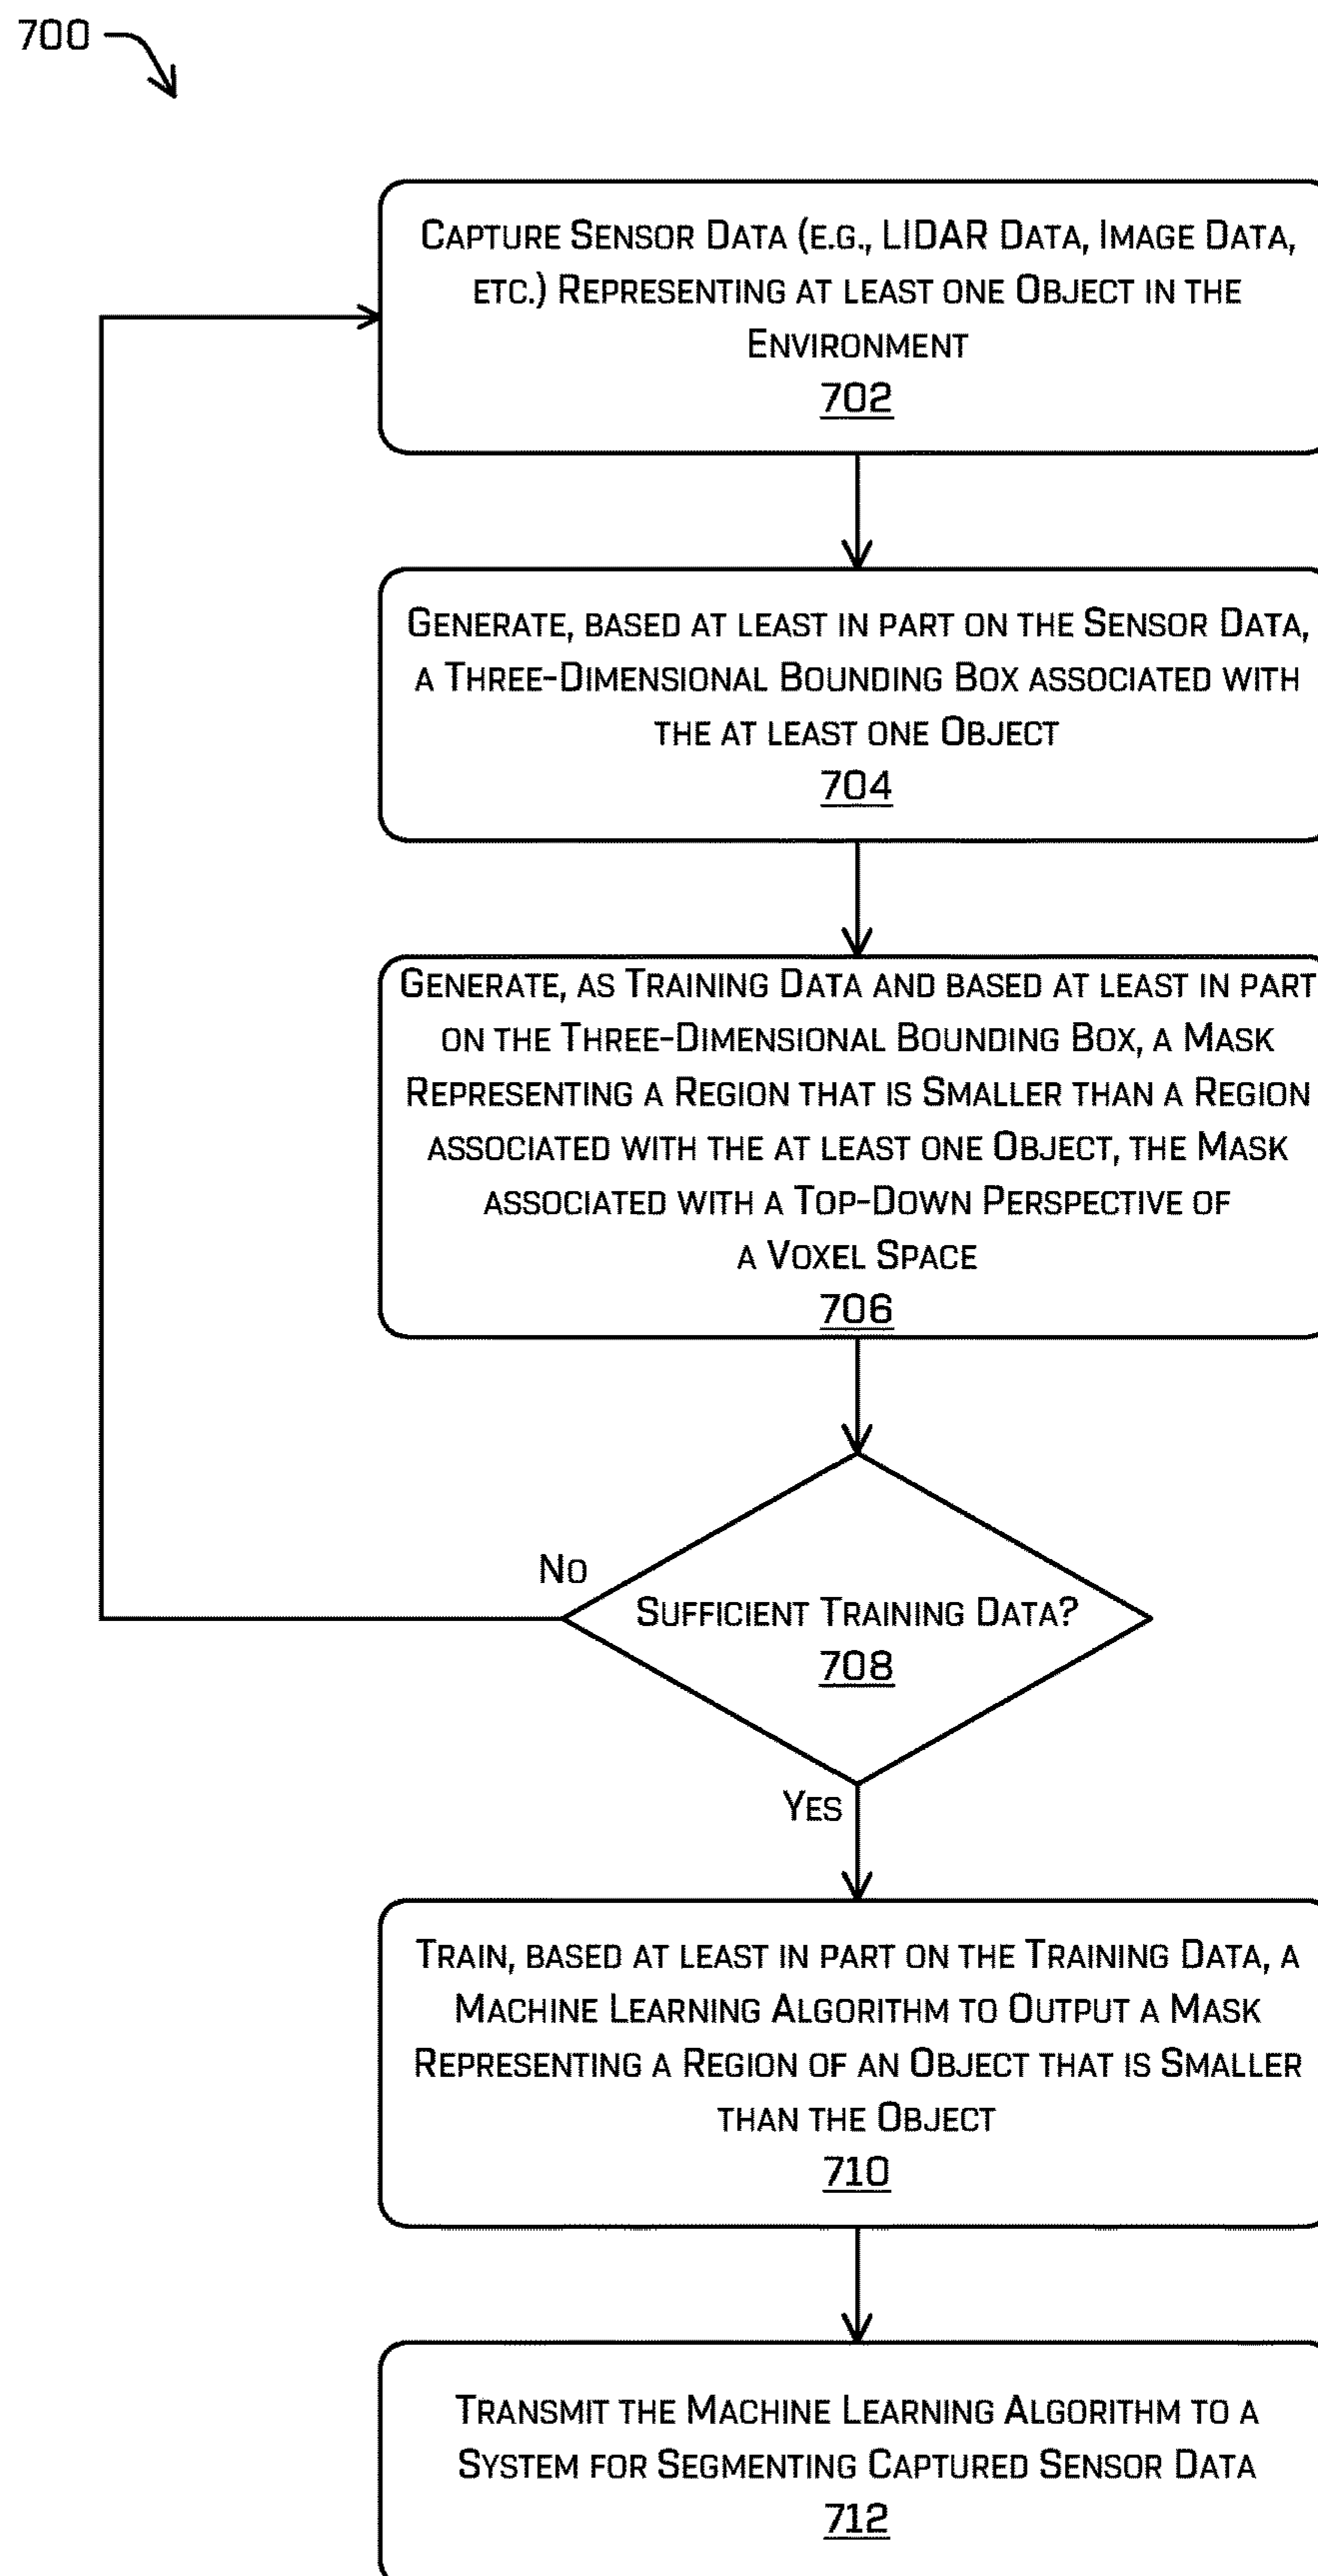 700
Capture Sensor Data (e.g., LIDAR Data, Image Data,
etc.) Representing at least one Object in the
Environment
702
Generate, based at least in part on the Sensor Data,
a Three-Dimensional Bounding Box associated with
the at least one Object
704
Generate, as Training Data and based at least in part
on the Three-Dimensional Bounding Box, a Mask
Representing a Region that is Smaller than a Region
associated with the at least one Object, the Mask
associated with a Top-Down Perspective of
a Voxel Space
706
No
Sufficient Training Data?
708
Yes
Train, based at least in part on the Training Data, a
Machine Learning Algorithm to Output a Mask
Representing a Region of an Object that is Smaller
than the Object
710
Transmit the Machine Learning Algorithm to a
System for Segmenting Captured Sensor Data
712